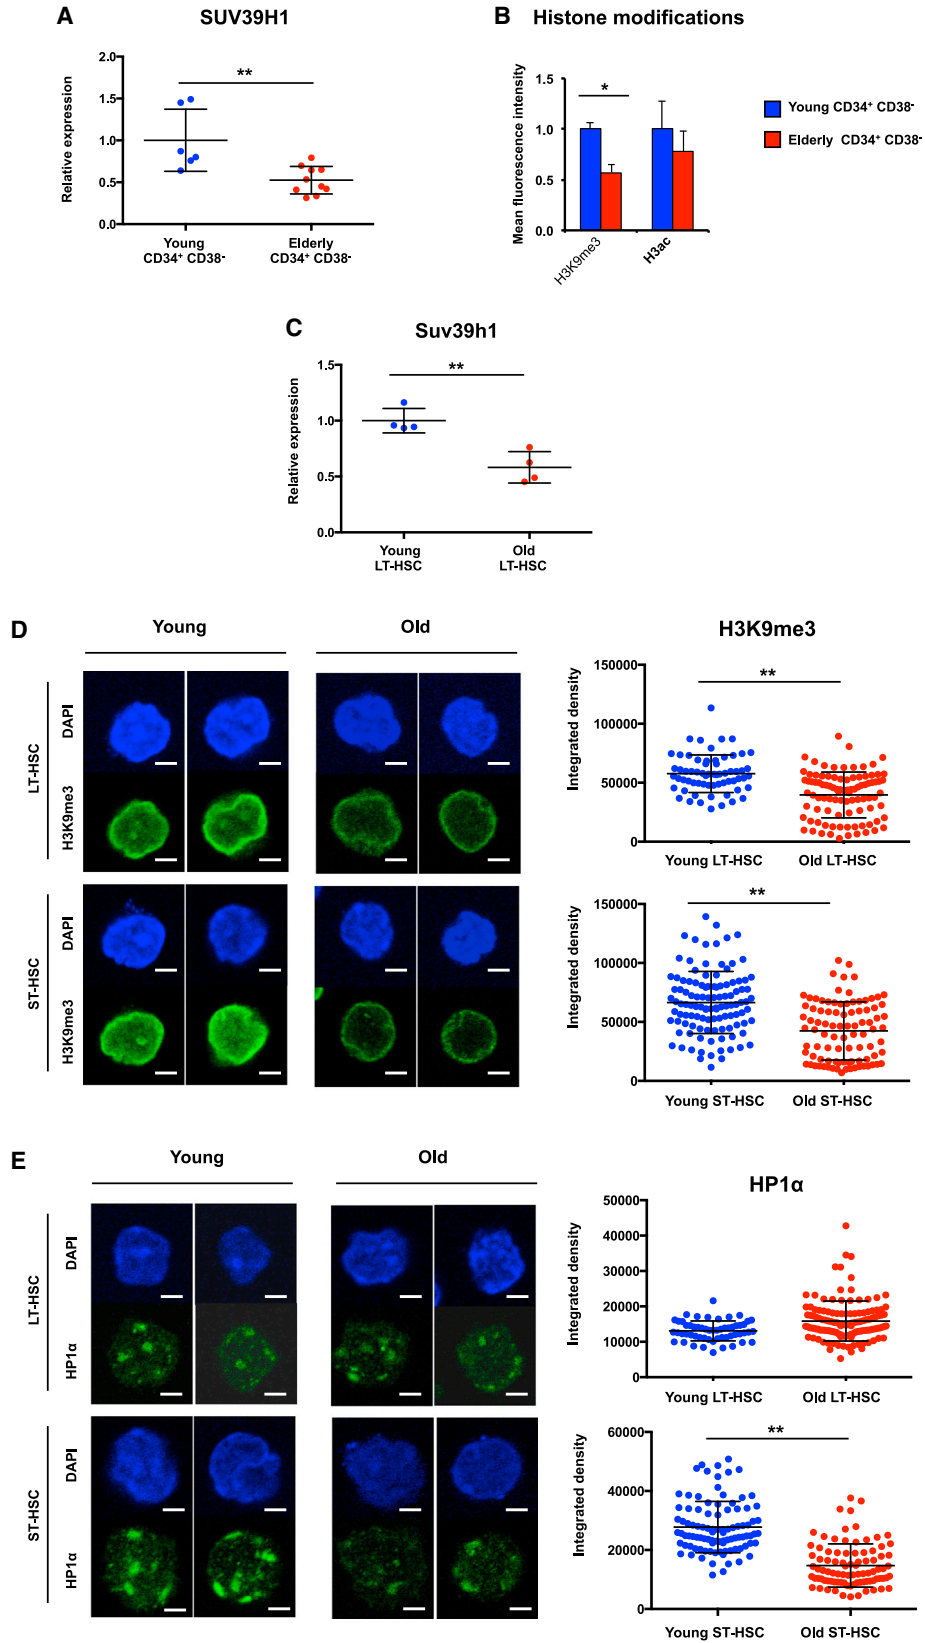 A
SUV39H1
2.0
1.5
1.0
0.5
0.0
Relative expression
**
Young
CD34+ CD38-
Elderly
CD34+ CD38-
B
Histone modifications
1.5
1.0
0.5
0.0
Mean fluorescence intensity
*
H3K9me3
H3ac
Young CD34+ CD38-
Elderly CD34+ CD38-
C
Suv39h1
1.5
1.0
0.5
0.0
Relative expression
**
Young
LT-HSC
Old
LT-HSC
D
Young
Old
LT-HSC
DAPI
H3K9me3
ST-HSC
DAPI
H3K9me3
H3K9me3
150000
100000
50000
0
Integrated density
**
Young LT-HSC
Old LT-HSC
150000
100000
50000
0
Integrated density
**
Young ST-HSC
Old ST-HSC
E
Young
Old
LT-HSC
DAPI
HP1α
ST-HSC
DAPI
HP1α
HP1α
50000
40000
30000
20000
10000
0
Integrated density
Young LT-HSC
Old LT-HSC
60000
40000
20000
0
Integrated density
**
Young ST-HSC
Old ST-HSC